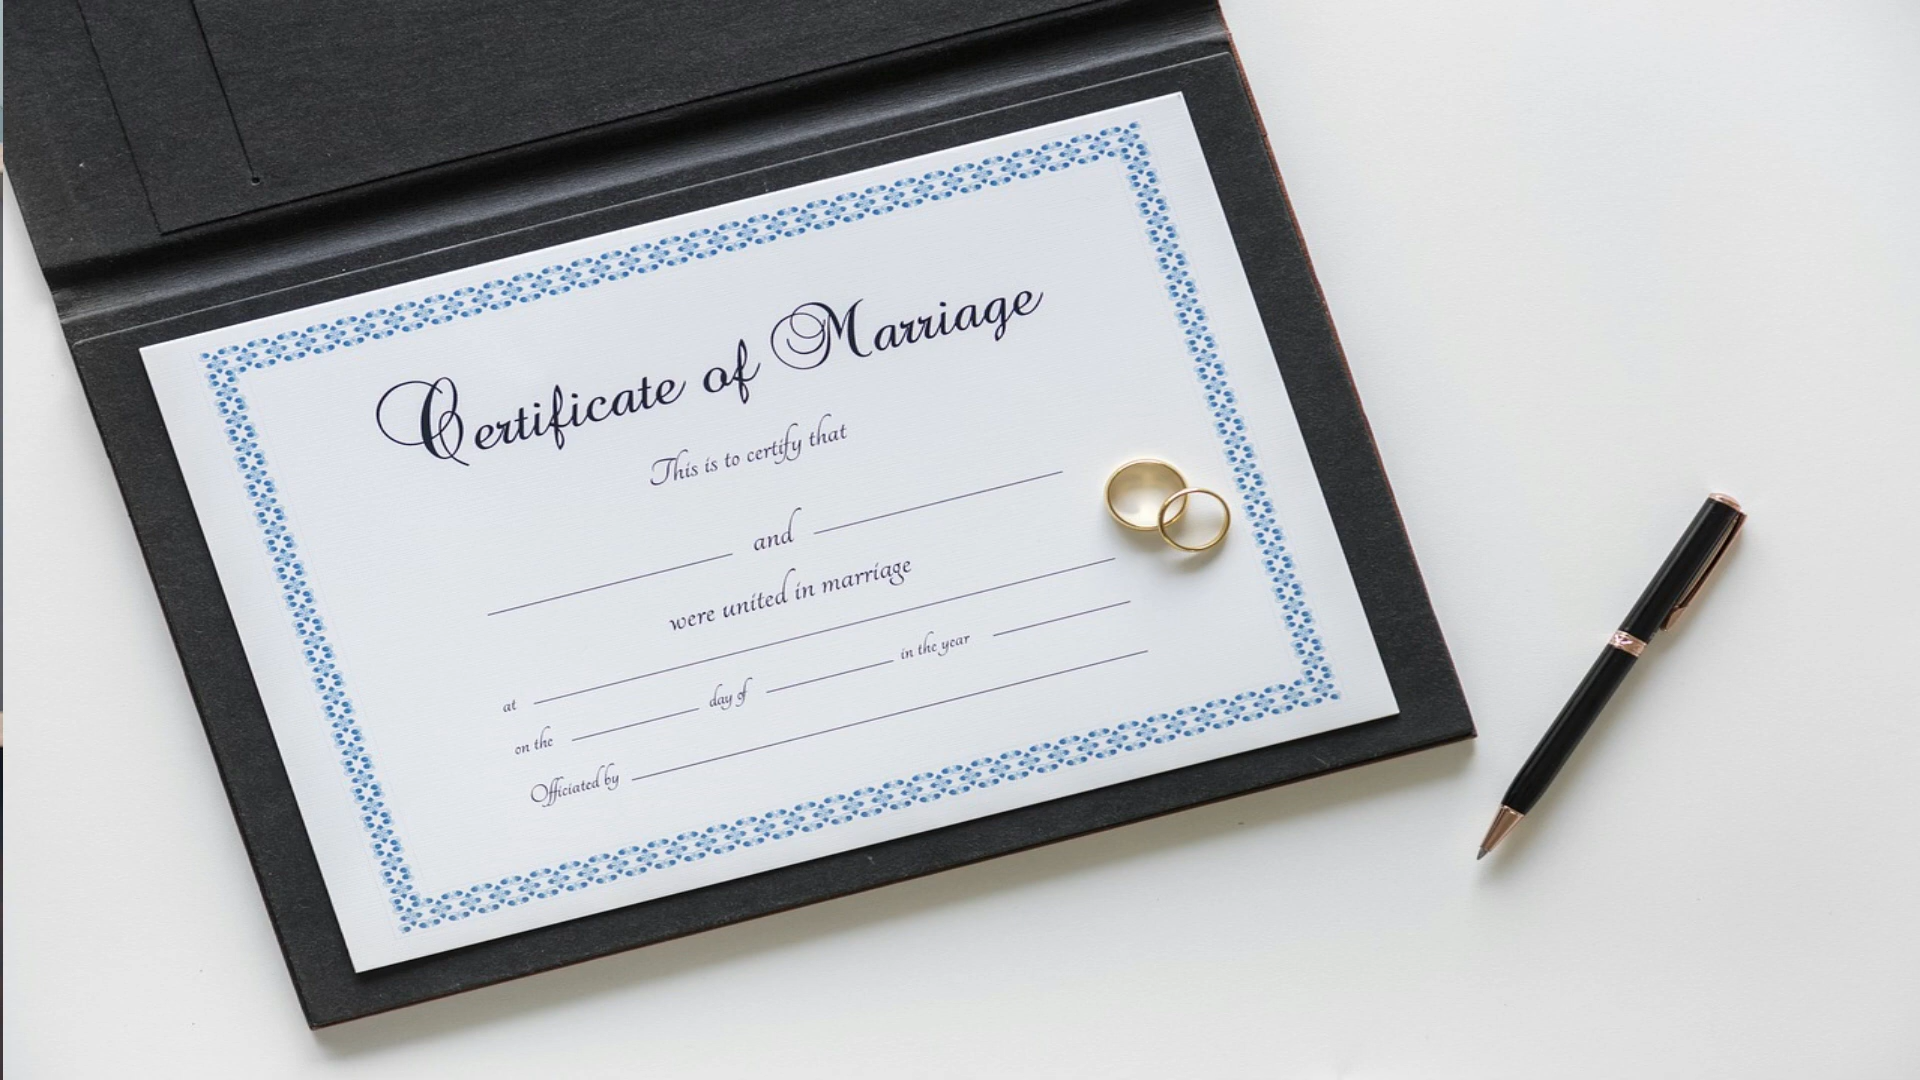 Certificate of Marriage
This is to certify that
and
were united in marriage
at
on the day of in the year
Officiated by